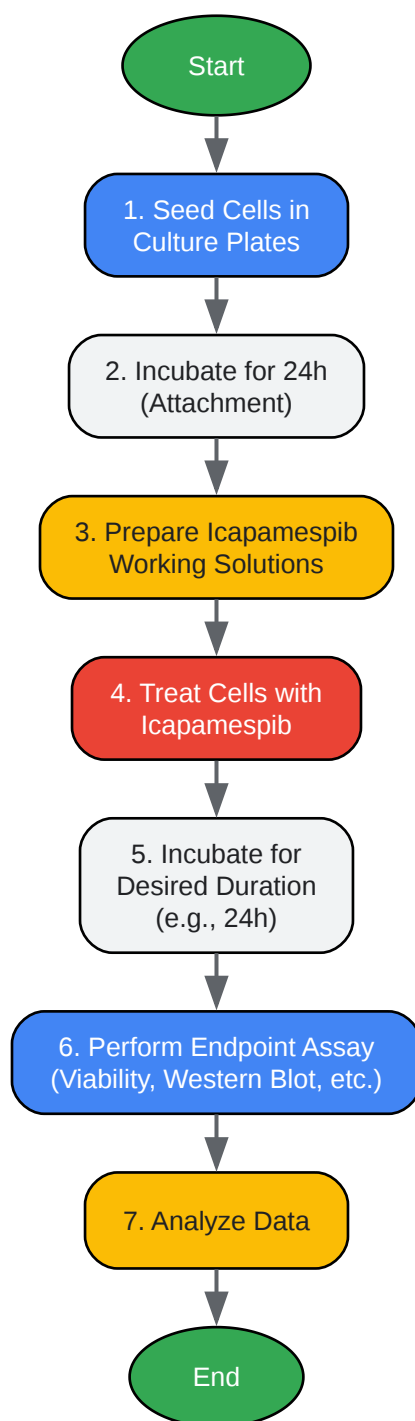 Start
1. Seed Cells in
Culture Plates
2. Incubate for 24h
(Attachment)
3. Prepare Icapamespib
Working Solutions
4. Treat Cells with
Icapamespib
5. Incubate for
Desired Duration
(e.g., 24h)
6. Perform Endpoint Assay
(Viability, Western Blot, etc.)
7. Analyze Data
End